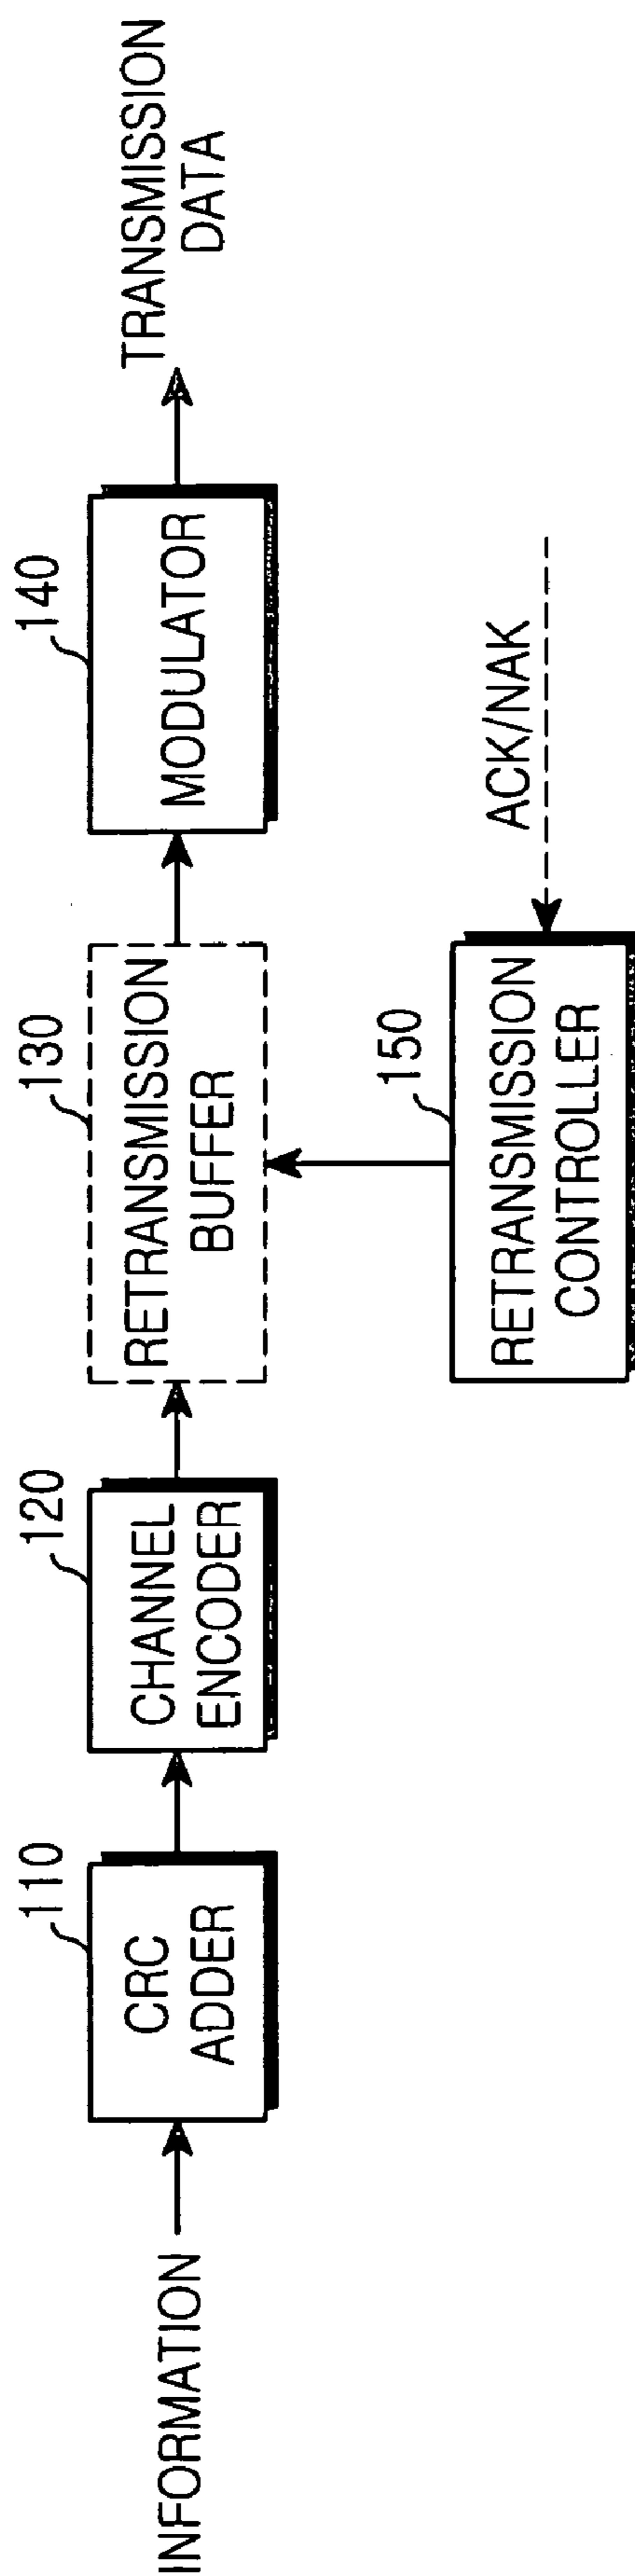 INFORMATION
110
CRC
ADDER
120
CHANNEL
ENCODER
130
RETRANSMISSION
BUFFER
140
MODULATOR
TRANSMISSION
DATA
150
RETRANSMISSION
CONTROLLER
ACK/NAK